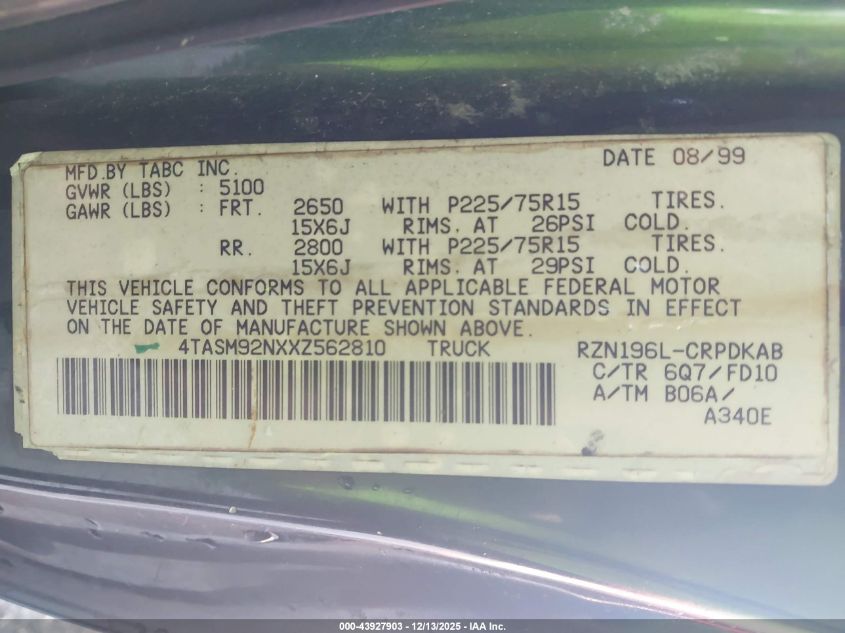 MFD.BY TABC INC. DATE 08/99
GVWR (LBS) : 5100
GAWR (LBS) : FRT. 2650 WITH P225/75R15 TIRES.
15X6J RIMS. AT 26PSI COLD.
RR. 2800 WITH P225/75R15 TIRES.
15X6J RIMS. AT 29PSI COLD.
THIS VEHICLE CONFORMS TO ALL APPLICABLE FEDERAL MOTOR
VEHICLE SAFETY AND THEFT PREVENTION STANDARDS IN EFFECT
ON THE DATE OF MANUFACTURE SHOWN ABOVE.
4TASM92NXXZ562810 TRUCK RZN196L-CRPDKAB
C/TR 6Q7/FD10
A/TM B06A/
A340E
000-43927903 - 12/13/2025 - IAA Inc.